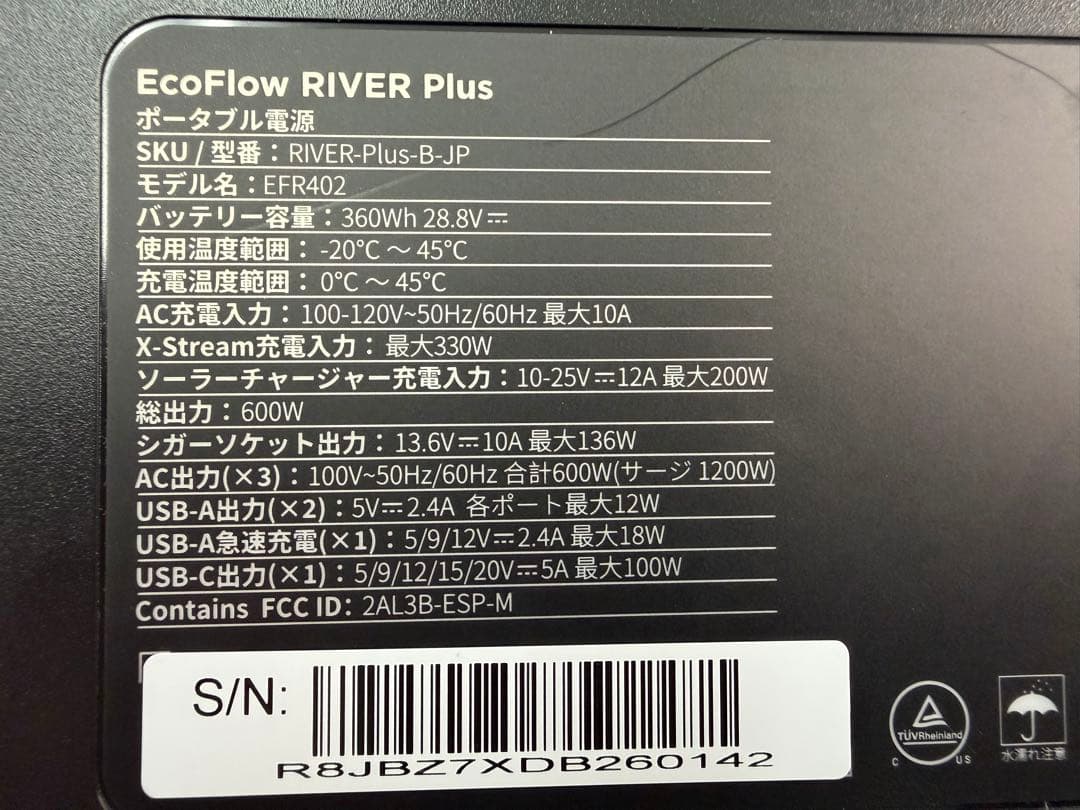 EcoFlow RIVER Plus
ポータブル電源
SKU / 型番：RIVER-Plus-B-JP
モデル名：EFR402
バッテリー容量：360Wh 28.8V⎓
使用温度範囲： -20°C ～ 45°C
充電温度範囲： 0°C ～ 45°C
AC充電入力：100-120V~50Hz/60Hz 最大10A
X-Stream充電入力：最大330W
ソーラーチャージャー充電入力：10-25V⎓12A 最大200W
総出力：600W
シガーソケット出力：13.6V⎓10A 最大136W
AC出力(×3)：100V~50Hz/60Hz 合計600W(サージ 1200W)
USB-A出力(×2)：5V⎓2.4A 各ポート最大12W
USB-A急速充電(×1)：5/9/12V⎓2.4A 最大18W
USB-C出力(×1)：5/9/12/15/20V⎓5A 最大100W
Contains FCC ID: 2AL3B-ESP-M
S/N:
R8JBZ7XDB260142
TÜVRheinland
C US
水濡れ注意